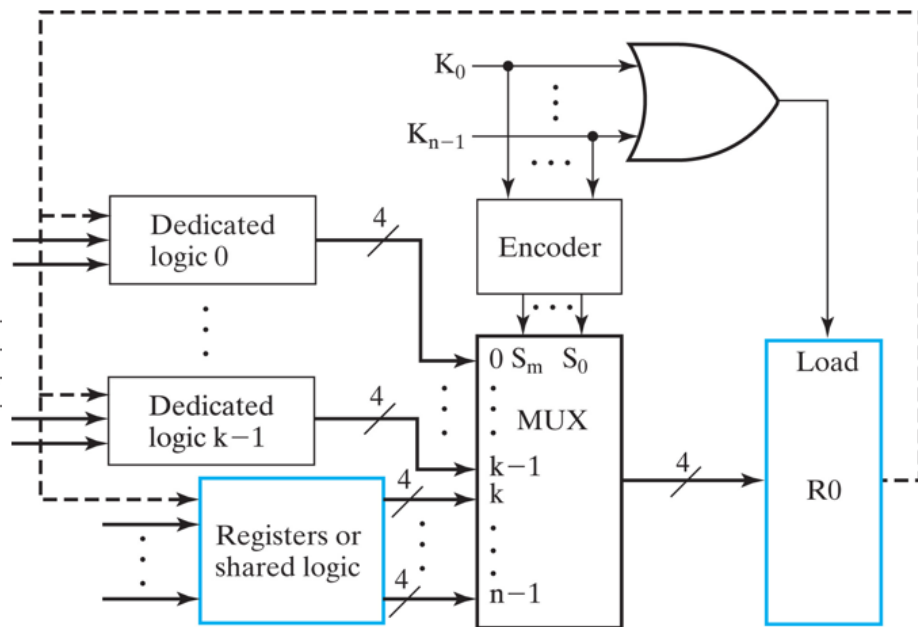 K0
Kn−1
Dedicated
logic 0
4
Encoder
Dedicated
logic k−1
4
0 Sm S0
MUX
k−1
k
n−1
Registers or
shared logic
4
4
4
Load
R0